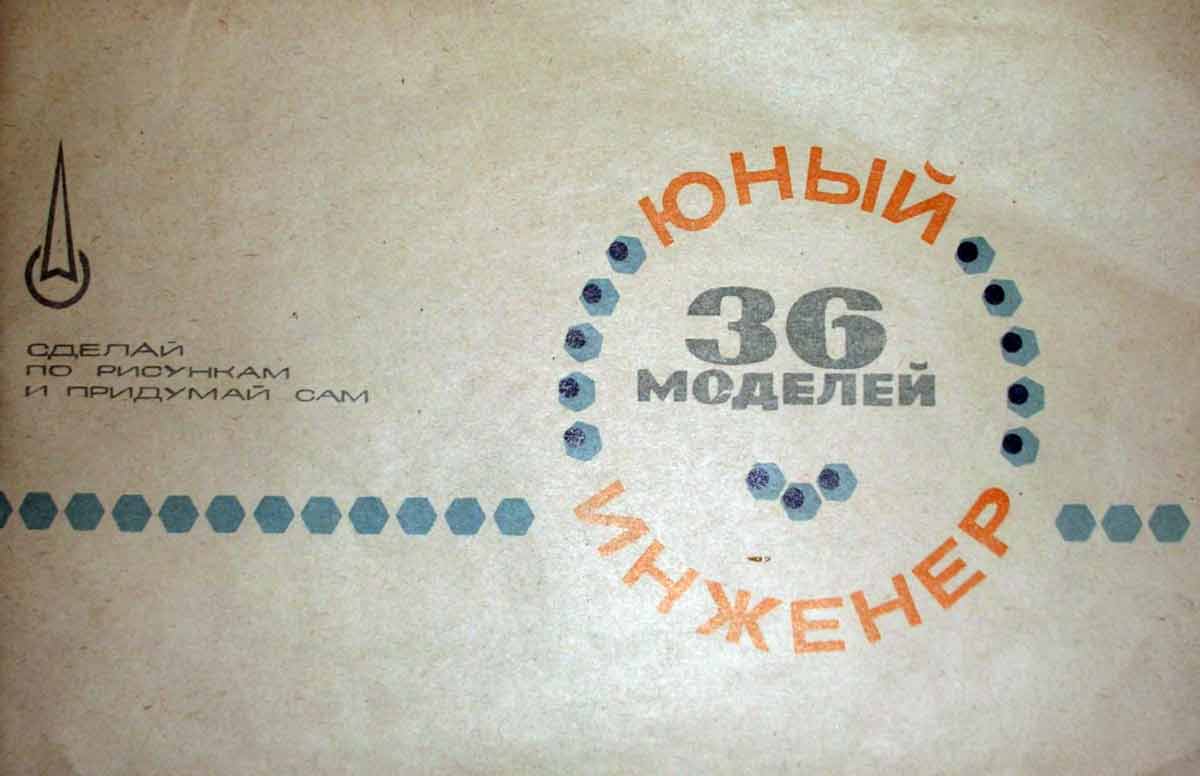 СДЕЛАЙ
ПО РИСУНКАМ
И ПРИДУМАЙ САМ
ЮНЫЙ
36
МОДЕЛЕЙ
ИНЖЕНЕР